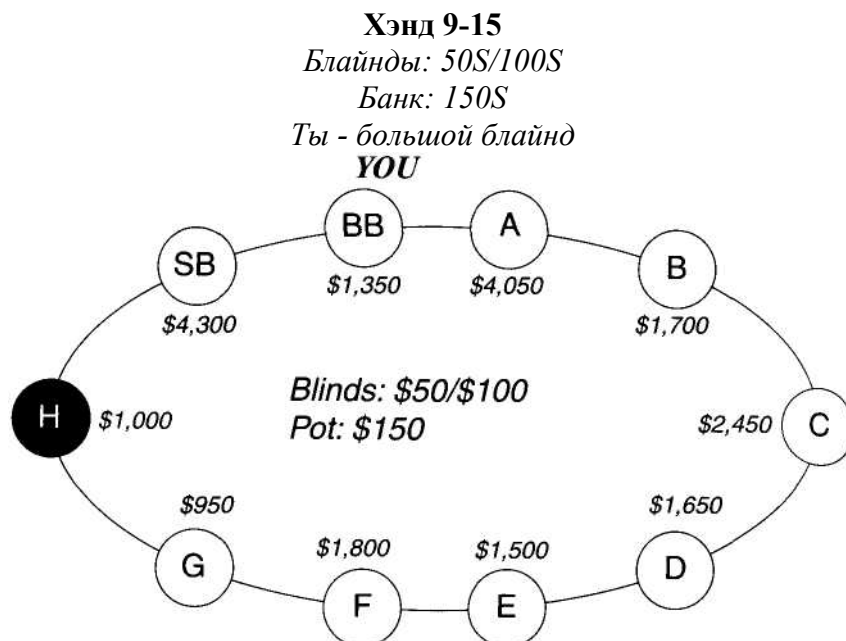 Хэнд 9-15
Блайнды: 50S/100S
Банк: 150S
Ты - большой блайнд
YOU
BB
A
SB
B
$1,350
$4,050
$4,300
$1,700
Blinds: $50/$100
Pot: $150
H
$1,000
$2,450
C
$950
$1,650
$1,800
$1,500
G
F
E
D